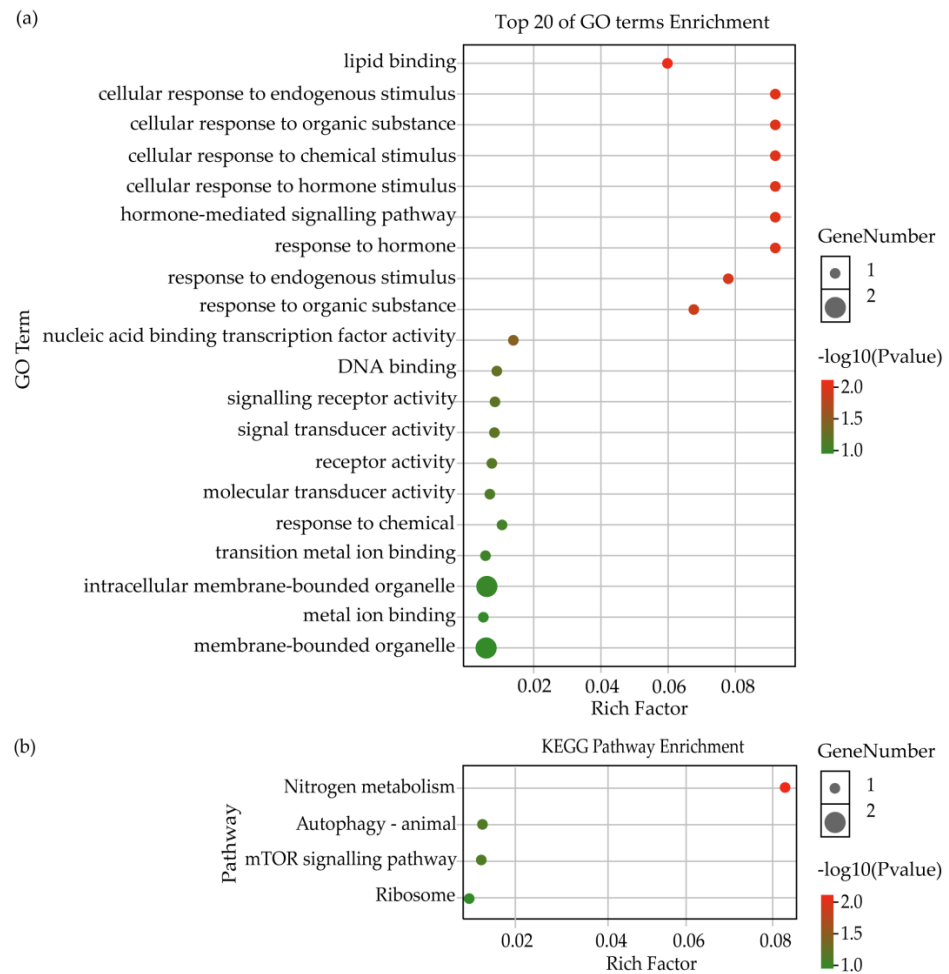 (a)
Top 20 of GO terms Enrichment
GO Term
lipid binding
cellular response to endogenous stimulus
cellular response to organic substance
cellular response to chemical stimulus
cellular response to hormone stimulus
hormone-mediated signalling pathway
response to hormone
response to endogenous stimulus
response to organic substance
nucleic acid binding transcription factor activity
DNA binding
signalling receptor activity
signal transducer activity
receptor activity
molecular transducer activity
response to chemical
transition metal ion binding
intracellular membrane-bounded organelle
metal ion binding
membrane-bounded organelle
0.02 0.04 0.06 0.08
Rich Factor
GeneNumber
1
2
-log10(Pvalue)
2.0
1.5
1.0
(b)
KEGG Pathway Enrichment
Pathway
Nitrogen metabolism
Autophagy - animal
mTOR signalling pathway
Ribosome
0.02 0.04 0.06 0.08
Rich Factor
GeneNumber
1
2
-log10(Pvalue)
2.0
1.5
1.0